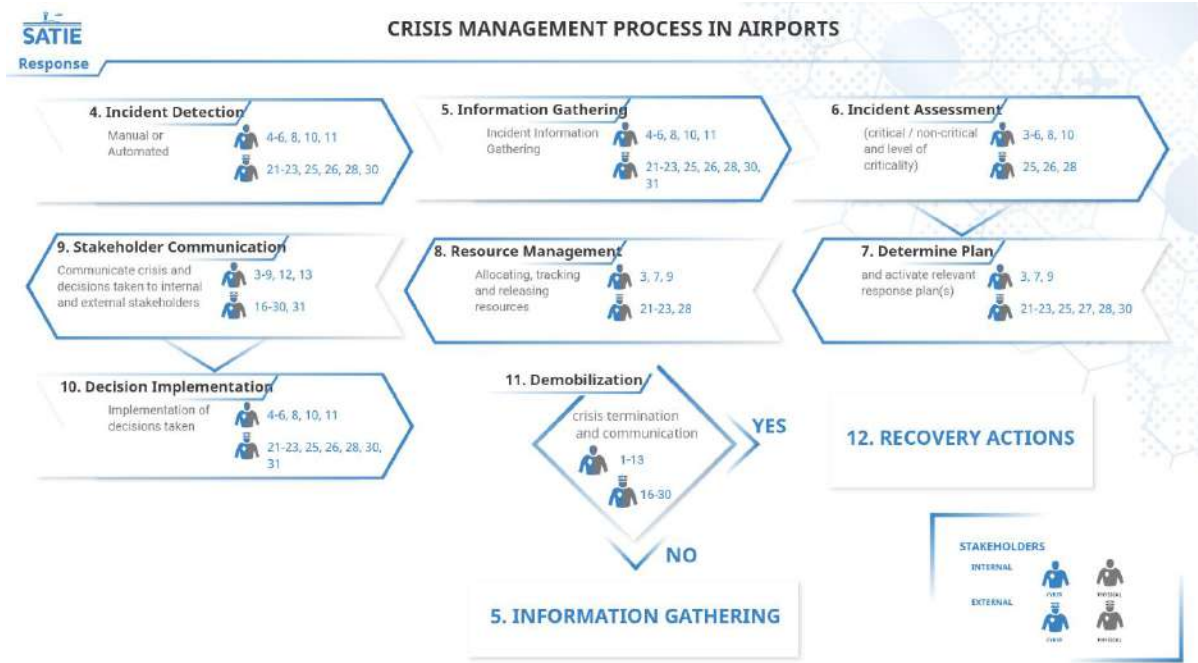 SATIE
CRISIS MANAGEMENT PROCESS IN AIRPORTS
Response
4. Incident Detection
Manual or
Automated
4-6, 8, 10, 11
21-23, 25, 26, 28, 30
5. Information Gathering
Incident Information
Gathering
4-6, 8, 10, 11
21-23, 25, 26, 28, 30,
31
6. Incident Assessment
(critical / non-critical
and level of
criticality)
3-6, 8, 10
25, 26, 28
9. Stakeholder Communication
Communicate crisis and
decisions taken to internal
and external stakeholders
3-9, 12, 13
16-30, 31
8. Resource Management
Allocating, tracking
and releasing
resources
3, 7, 9
21-23, 28
7. Determine Plan
and activate relevant
response plan(s)
3, 7, 9
21-23, 25, 27, 28, 30
10. Decision Implementation
Implementation of
decisions taken
4-6, 8, 10, 11
21-23, 25, 26, 28, 30,
31
11. Demobilization
crisis termination
and communication
1-13
16-30
YES
12. RECOVERY ACTIONS
NO
5. INFORMATION GATHERING
STAKEHOLDERS
INTERNAL
CYBER
PHYSICAL
EXTERNAL
CYBER
PHYSICAL